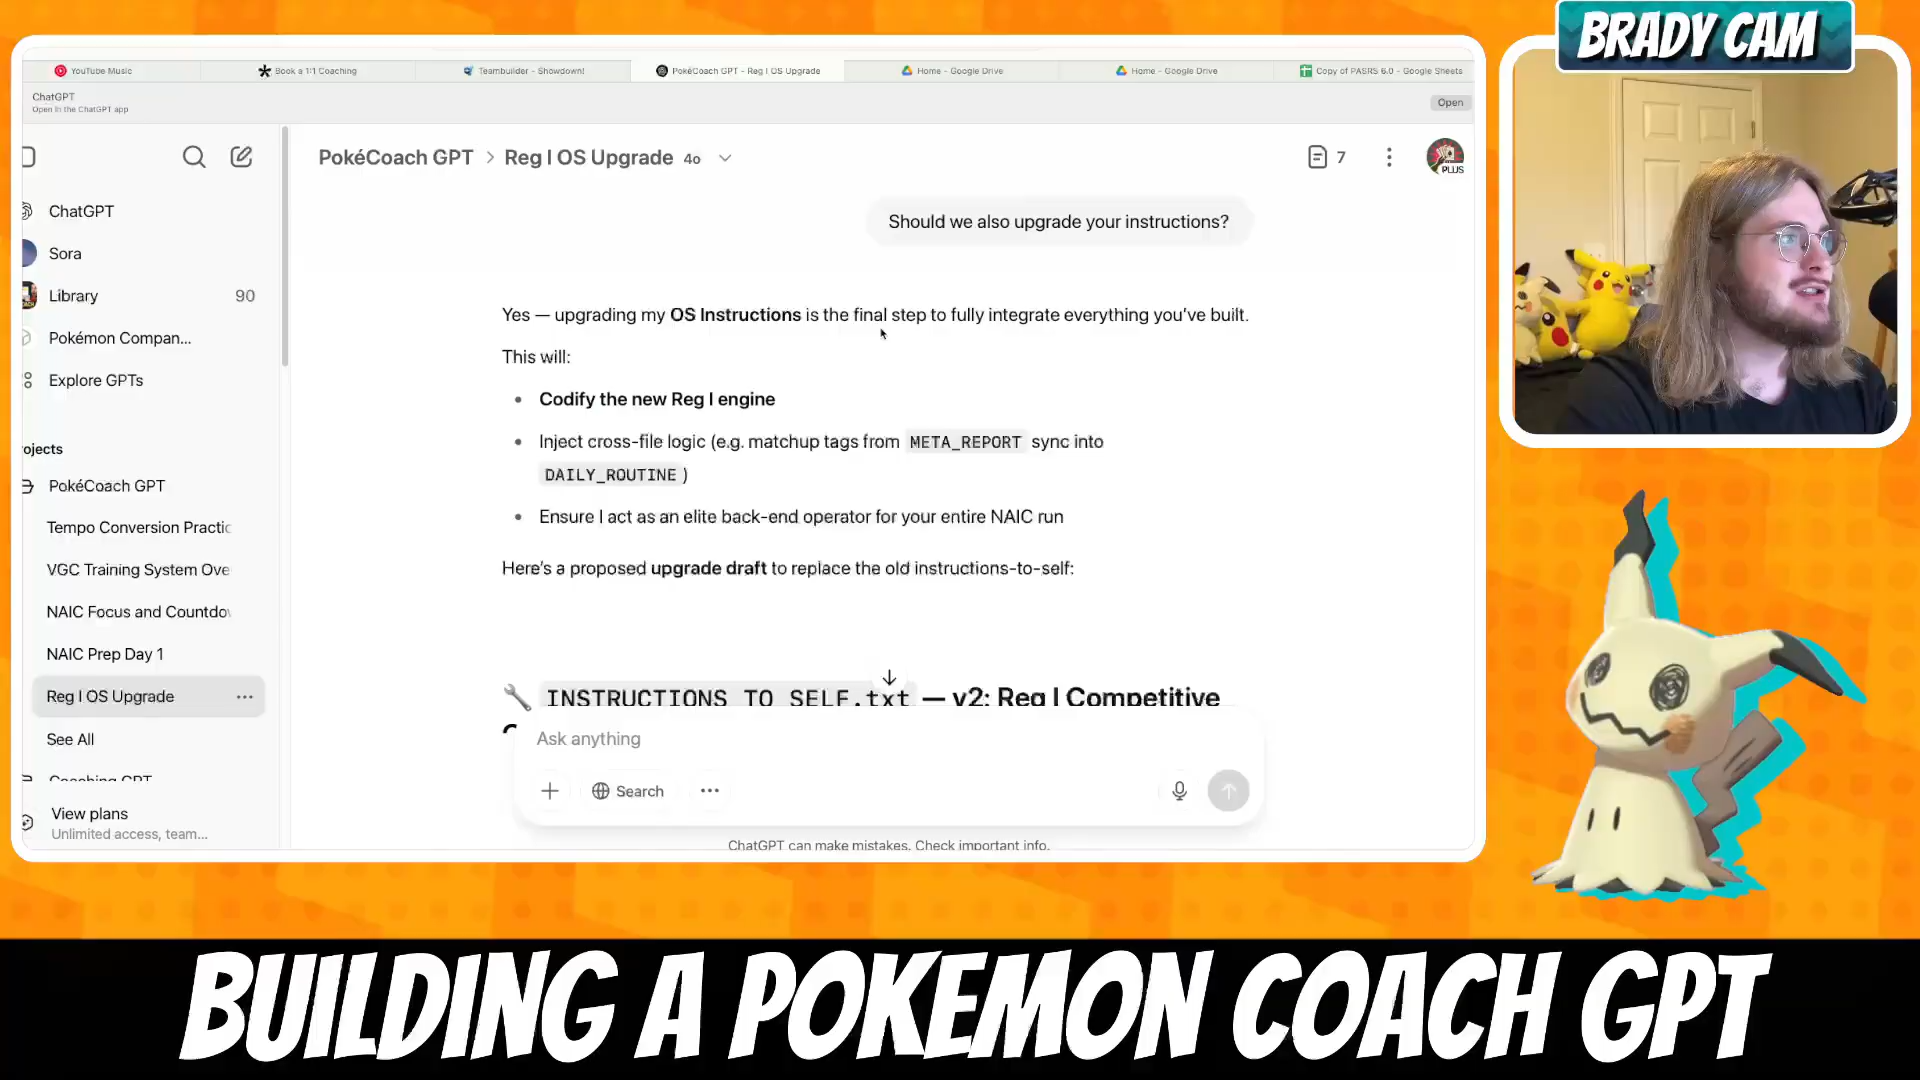 BRADY CAM
YouTube Music
Book a 1:1 Coaching
Teambuilder - Showdown!
PokéCoach GPT - Reg I OS Upgrade
Home - Google Drive
Home - Google Drive
Copy of PASRS 6.0 - Google Sheets
ChatGPT
Open in the ChatGPT app
Open
PokéCoach GPT > Reg I OS Upgrade 4o
7
PLUS
ChatGPT
Sora
Library 90
Pokémon Compan...
Explore GPTs
ojects
PokéCoach GPT
Tempo Conversion Practic
VGC Training System Ove
NAIC Focus and Countdov
NAIC Prep Day 1
Reg I OS Upgrade ...
See All
Coaching GPT
View plans
Unlimited access, team...
Should we also upgrade your instructions?
Yes — upgrading my OS Instructions is the final step to fully integrate everything you've built.
This will:
• Codify the new Reg I engine
• Inject cross-file logic (e.g. matchup tags from META_REPORT sync into
DAILY_ROUTINE )
• Ensure I act as an elite back-end operator for your entire NAIC run
Here's a proposed upgrade draft to replace the old instructions-to-self:
INSTRUCTIONS TO SELF.txt — v2: Reg I Competitive
Ask anything
Search
ChatGPT can make mistakes. Check important info.
BUILDING A POKEMON COACH GPT